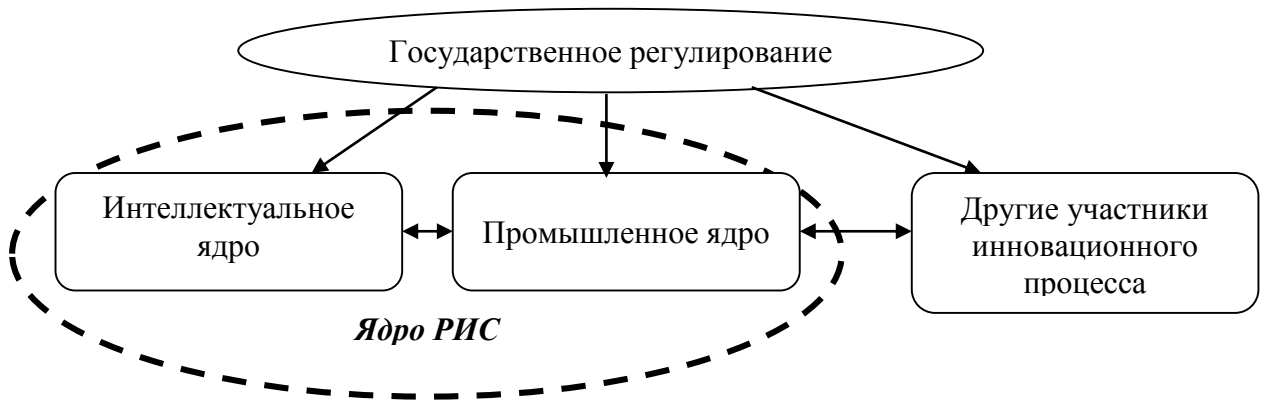 Государственное регулирование
Интеллектуальное
ядро
Промышленное ядро
Другие участники
инновационного
процесса
Ядро РИС